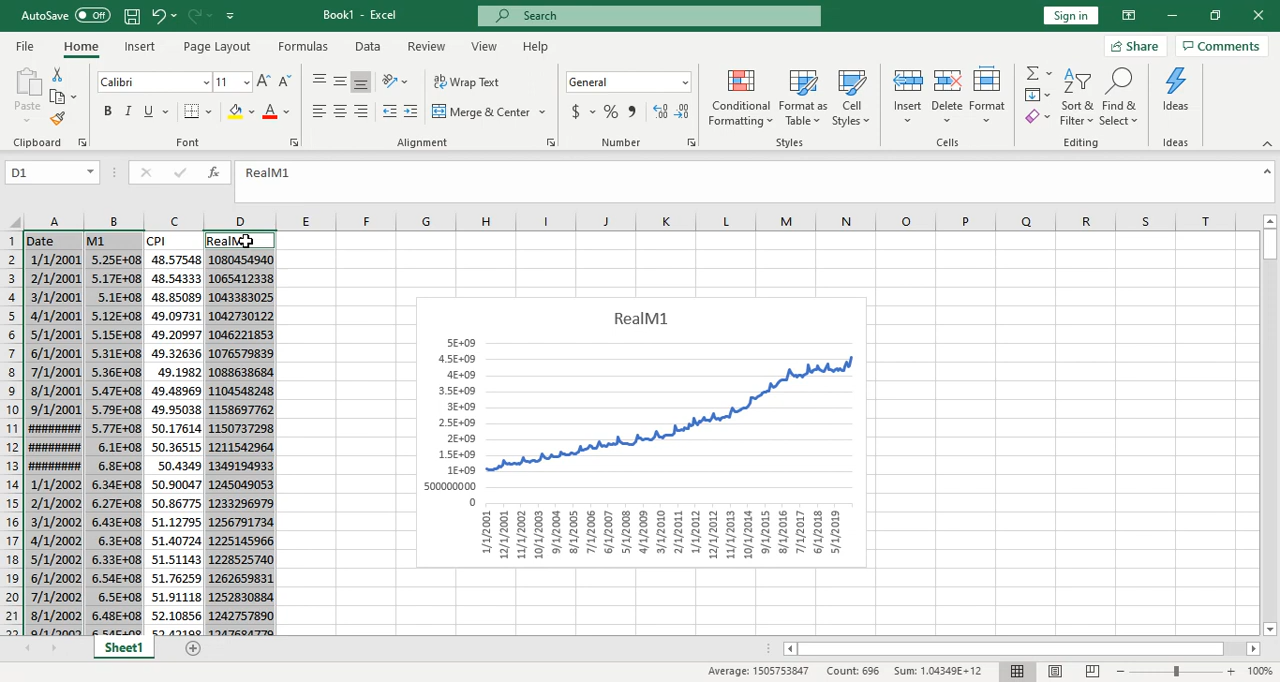 AutoSave Off Book1 - Excel Search Sign in
File Home Insert Page Layout Formulas Data Review View Help Share Comments
Paste Calibri 11 Wrap Text General Conditional Formatting Format as Table Cell Styles Insert Delete Format Sort & Filter Find & Select Ideas
B I U Merge & Center $ % ,
Clipboard Font Alignment Number Styles Cells Editing Ideas
D1 fx RealM1
A B C D E F G H I J K L M N O P Q R S T
1 Date M1 CPI RealM1
2 1/1/2001 5.25E+08 48.57548 1080454940
3 2/1/2001 5.17E+08 48.54333 1065412338
4 3/1/2001 5.1E+08 48.85089 1043383025
5 4/1/2001 5.12E+08 49.09731 1042730122
6 5/1/2001 5.15E+08 49.20997 1046221853
7 6/1/2001 5.31E+08 49.32636 1076579839
8 7/1/2001 5.36E+08 49.1982 1088638684
9 8/1/2001 5.47E+08 49.48969 1104548248
10 9/1/2001 5.79E+08 49.95038 1158697762
11 ######## 5.77E+08 50.17614 1150737298
12 ######## 6.1E+08 50.36515 1211542964
13 ######## 6.8E+08 50.4349 1349194933
14 1/1/2002 6.34E+08 50.90047 1245049053
15 2/1/2002 6.27E+08 50.86775 1233296979
16 3/1/2002 6.43E+08 51.12795 1256791734
17 4/1/2002 6.3E+08 51.40724 1225145966
18 5/1/2002 6.33E+08 51.51143 1228525740
19 6/1/2002 6.54E+08 51.76259 1262659831
20 7/1/2002 6.5E+08 51.91118 1252830884
21 8/1/2002 6.48E+08 52.10856 1242757890
22 9/1/2002 6.54E+08 52.42198 1247684779
RealM1
5E+09
4.5E+09
4E+09
3.5E+09
3E+09
2.5E+09
2E+09
1.5E+09
1E+09
500000000
0
1/1/2001 12/1/2001 11/1/2002 10/1/2003 9/1/2004 8/1/2005 7/1/2006 6/1/2007 5/1/2008 4/1/2009 3/1/2010 2/1/2011 1/1/2012 12/1/2012 11/1/2013 10/1/2014 9/1/2015 8/1/2016 7/1/2017 6/1/2018 5/1/2019
Sheet1
Average: 1505753847 Count: 696 Sum: 1.04349E+12 100%